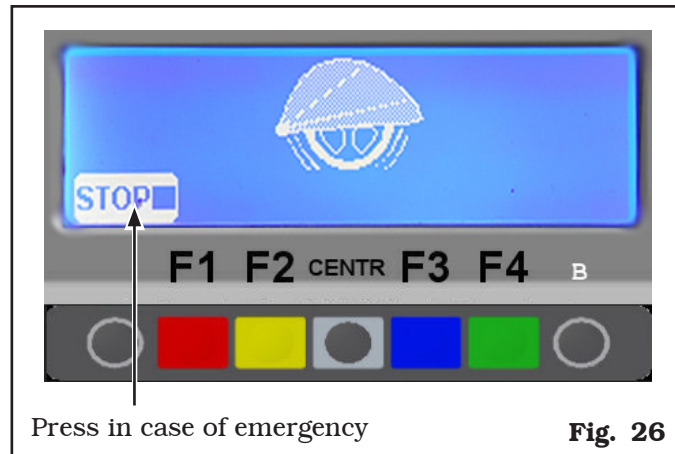 STOP
F1 F2 CENTR F3 F4 B
Press in case of emergency
Fig. 26